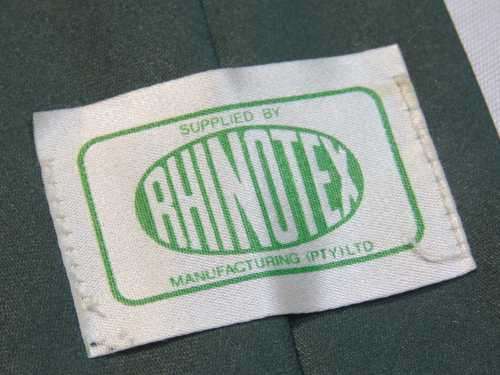 SUPPLIED BY
RHINOTEX
MANUFACTURING (PTY) LTD